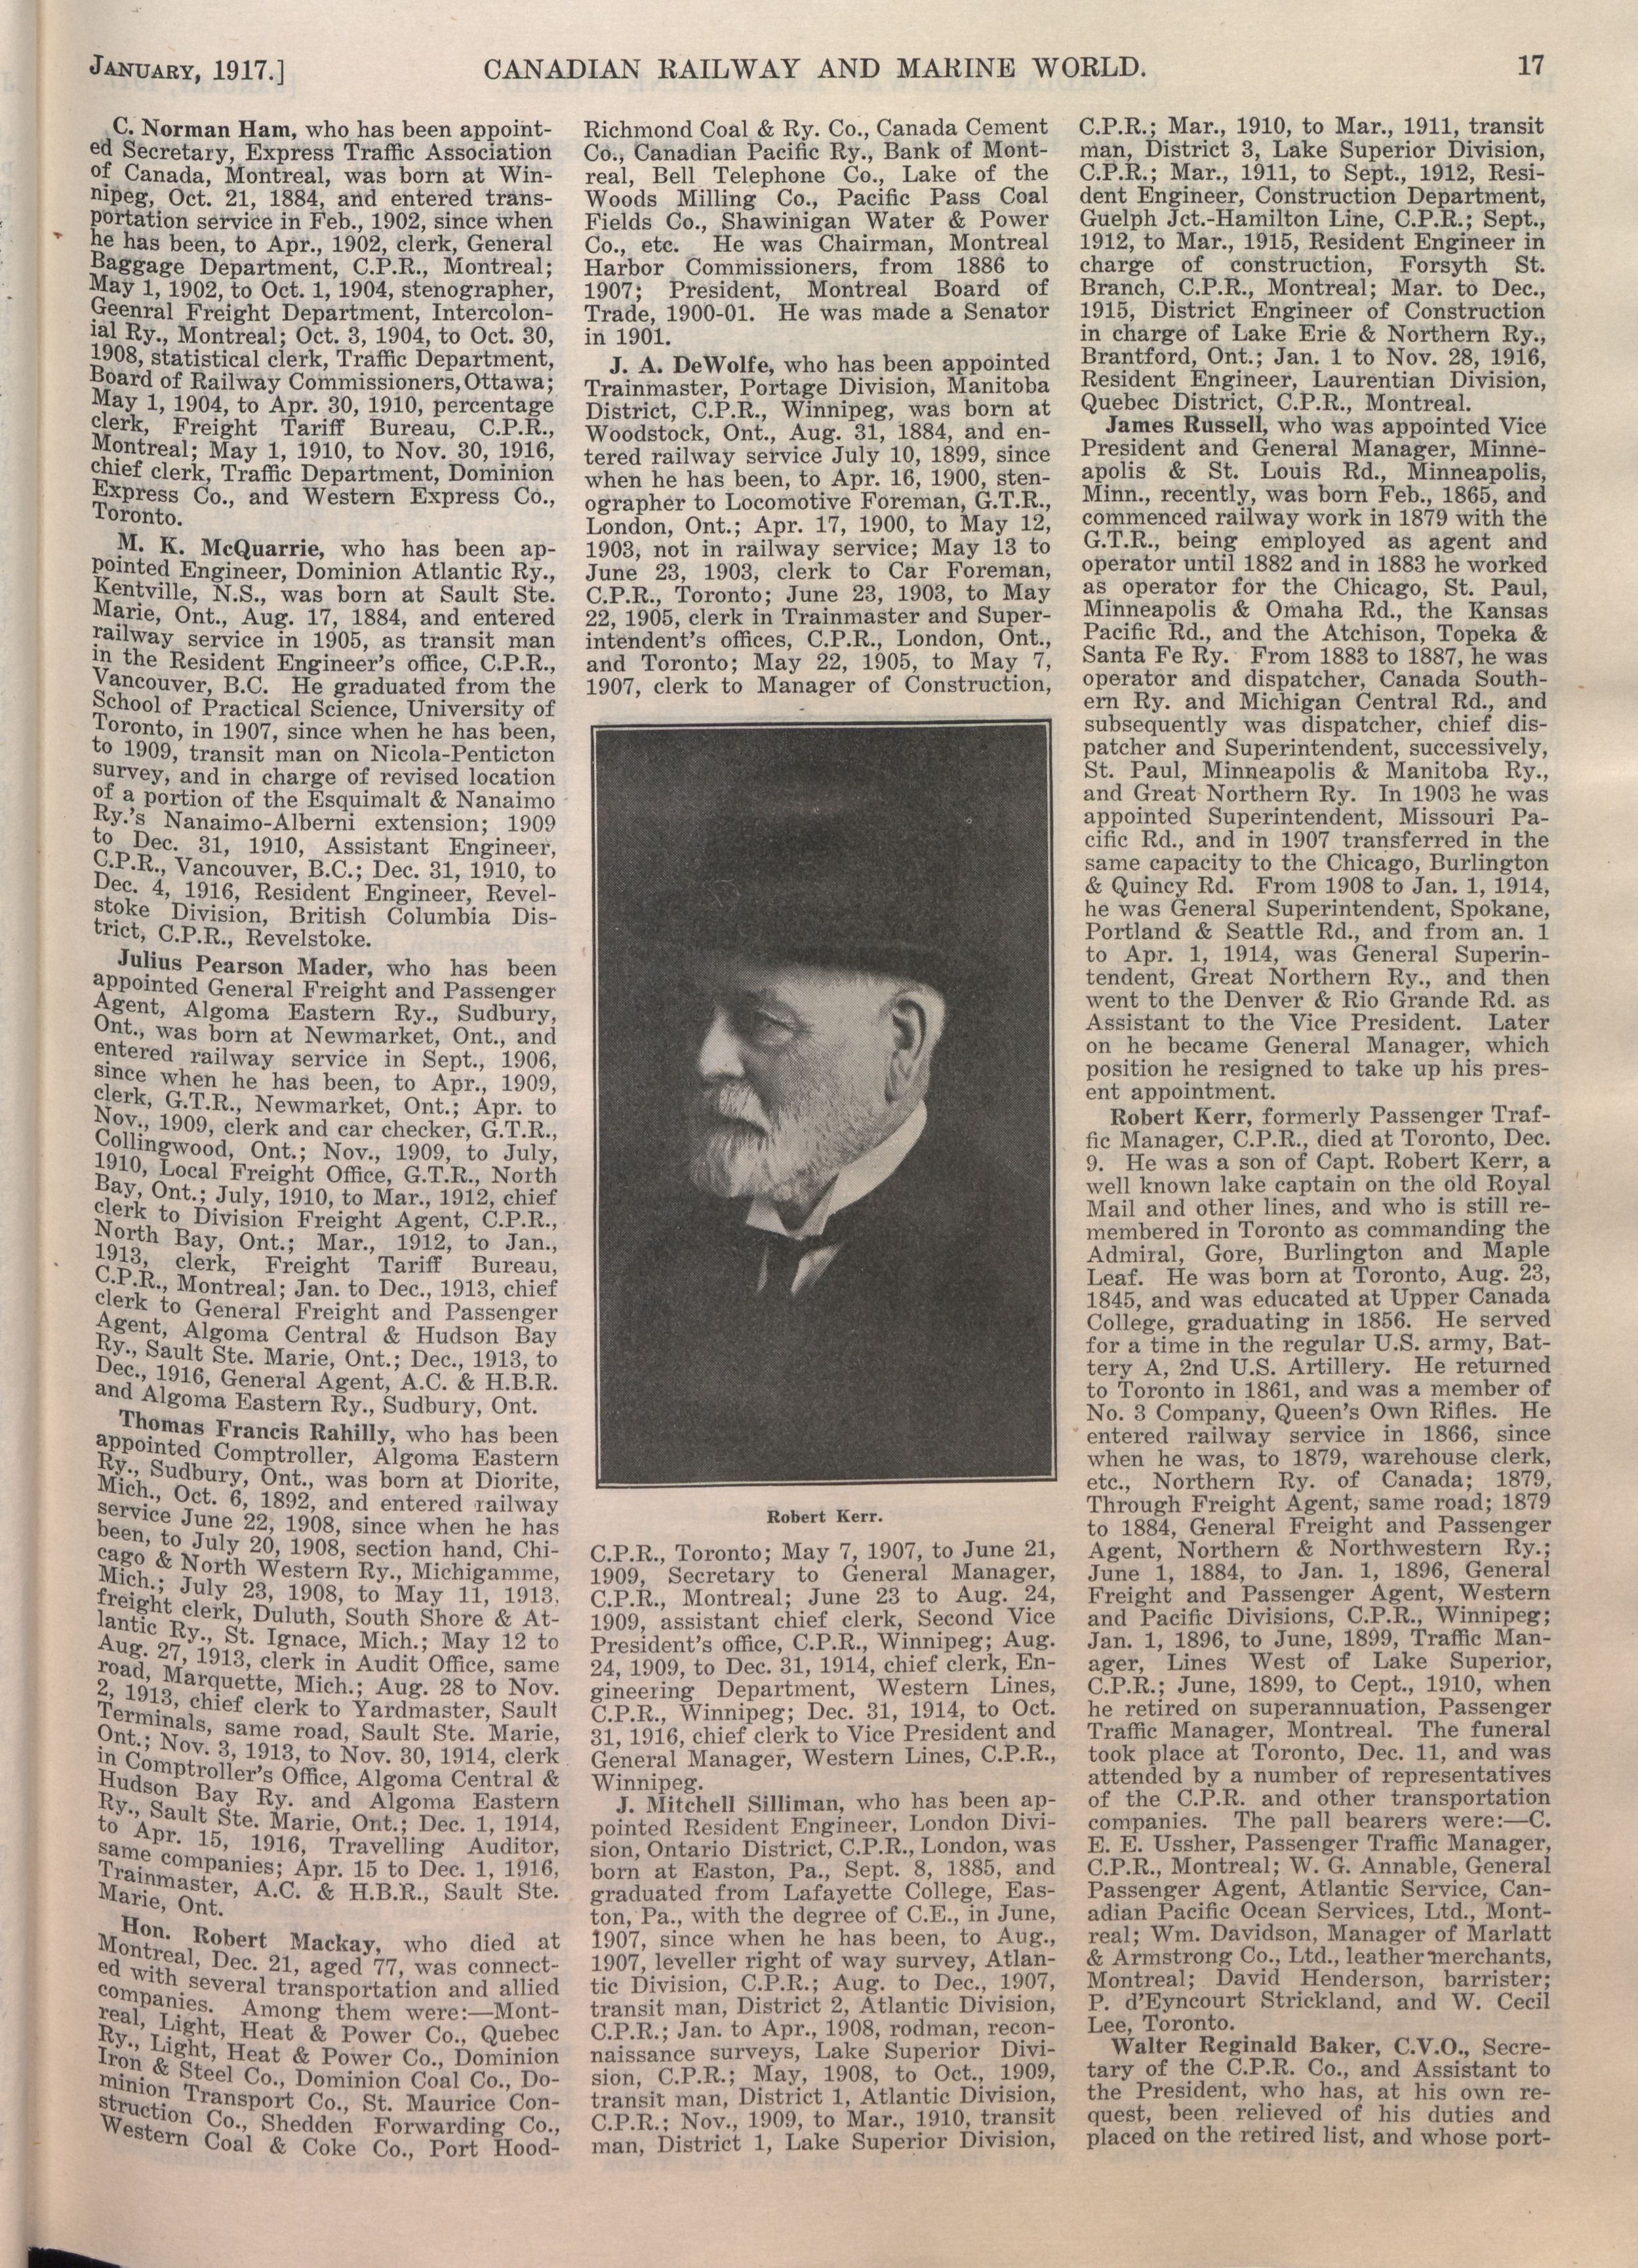 JANUARY, 1917.]
CANADIAN RAILWAY AND MARINE WORLD.
17
C. Norman Ham, who has been appoint-
ed Secretary, Express Traffic Association
of Canada, Montreal, was born at Win-
nipeg, Oct. 21, 1884, and entered trans-
portation service in Feb., 1902, since when
he has been, to Apr., 1902, clerk, General
Baggage Department, C.P.R., Montreal;
May 1, 1902, to Oct. 1, 1904, stenographer,
Geenral Freight Department, Intercolon-
ial Ry., Montreal; Oct. 3, 1904, to Oct. 30,
1908, statistical clerk, Traffic Department,
Board of Railway Commissioners, Ottawa;
May 1, 1904, to Apr. 30, 1910, percentage
clerk, Freight Tariff Bureau, C.P.R.,
Montreal; May 1, 1910, to Nov. 30, 1916,
chief clerk, Traffic Department, Dominion
Express Co., and Western Express Co.,
Toronto.
M. K. McQuarrie, who has been ap-
pointed Engineer, Dominion Atlantic Ry.,
Kentville, N.S., was born at Sault Ste.
Marie, Ont., Aug. 17, 1884, and entered
railway service in 1905, as transit man
in the Resident Engineer's office, C.P.R.,
Vancouver, B.C. He graduated from the
School of Practical Science, University of
Toronto, in 1907, since when he has been,
to 1909, transit man on Nicola-Penticton
survey, and in charge of revised location
of a portion of the Esquimalt & Nanaimo
Ry.'s Nanaimo-Alberni extension; 1909
to Dec. 31, 1910, Assistant Engineer,
C.P.R., Vancouver, B.C.; Dec. 31, 1910, to
Dec. 4, 1916, Resident Engineer, Revel-
stoke Division, British Columbia Dis-
trict, C.P.R., Revelstoke.
Julius Pearson Mader, who has been
appointed General Freight and Passenger
Agent, Algoma Eastern Ry., Sudbury,
Ont., was born at Newmarket, Ont., and
entered railway service in Sept., 1906,
since when he has been, to Apr., 1909,
clerk, G.T.R., Newmarket, Ont.; Apr. to
Nov., 1909, clerk and car checker, G.T.R.,
Collingwood, Ont.; Nov., 1909, to July,
1910, Local Freight Office, G.T.R., North
Bay, Ont.; July, 1910, to Mar., 1912, chief
clerk to Division Freight Agent, C.P.R.,
North Bay, Ont.; Mar., 1912, to Jan.,
1913, clerk, Freight Tariff Bureau,
C.P.R., Montreal; Jan. to Dec., 1913, chief
clerk to General Freight and Passenger
Agent, Algoma Central & Hudson Bay
Ry., Sault Ste. Marie, Ont.; Dec., 1913, to
Dec., 1916, General Agent, A.C. & H.B.R.
and Algoma Eastern Ry., Sudbury, Ont.
Thomas Francis Rahilly, who has been
appointed Comptroller, Algoma Eastern
Ry., Sudbury, Ont., was born at Diorite,
Mich., Oct. 6, 1892, and entered railway
service June 22, 1908, since when he has
been, to July 20, 1908, section hand, Chi-
cago & North Western Ry., Michigamme,
Mich.; July 23, 1908, to May 11, 1913,
freight clerk, Duluth, South Shore & At-
lantic Ry., St. Ignace, Mich.; May 12 to
Aug. 27, 1913, clerk in Audit Office, same
road, Marquette, Mich.; Aug. 28 to Nov.
2, 1913, chief clerk to Yardmaster, Sault
Terminals, same road, Sault Ste. Marie,
Ont.; Nov. 3, 1913, to Nov. 30, 1914, clerk
in Comptroller's Office, Algoma Central &
Hudson Bay Ry. and Algoma Eastern
Ry., Sault Ste. Marie, Ont.; Dec. 1, 1914,
to Apr. 15, 1916, Travelling Auditor,
same companies; Apr. 15 to Dec. 1, 1916,
Trainmaster, A.C. & H.B.R., Sault Ste.
Marie, Ont.
Hon. Robert Mackay, who died at
Montreal, Dec. 21, aged 77, was connect-
ed with several transportation and allied
companies. Among them were:—Mont-
real, Light, Heat & Power Co., Quebec
Ry., Light, Heat & Power Co., Dominion
Iron & Steel Co., Dominion Coal Co., Do-
minion Transport Co., St. Maurice Con-
struction Co., Shedden Forwarding Co.,
Western Coal & Coke Co., Port Hood-
Richmond Coal & Ry. Co., Canada Cement
Co., Canadian Pacific Ry., Bank of Mont-
real, Bell Telephone Co., Lake of the
Woods Milling Co., Pacific Pass Coal
Fields Co., Shawinigan Water & Power
Co., etc. He was Chairman, Montreal
Harbor Commissioners, from 1886 to
1907; President, Montreal Board of
Trade, 1900-01. He was made a Senator
in 1901.
J. A. DeWolfe, who has been appointed
Trainmaster, Portage Division, Manitoba
District, C.P.R., Winnipeg, was born at
Woodstock, Ont., Aug. 31, 1884, and en-
tered railway service July 10, 1899, since
when he has been, to Apr. 16, 1900, sten-
ographer to Locomotive Foreman, G.T.R.,
London, Ont.; Apr. 17, 1900, to May 12,
1903, not in railway service; May 13 to
June 23, 1903, clerk to Car Foreman,
C.P.R., Toronto; June 23, 1903, to May
22, 1905, clerk in Trainmaster and Super-
intendent's offices, C.P.R., London, Ont.,
and Toronto; May 22, 1905, to May 7,
1907, clerk to Manager of Construction,
Robert Kerr.
C.P.R., Toronto; May 7, 1907, to June 21,
1909, Secretary to General Manager,
C.P.R., Montreal; June 23 to Aug. 24,
1909, assistant chief clerk, Second Vice
President's office, C.P.R., Winnipeg; Aug.
24, 1909, to Dec. 31, 1914, chief clerk, En-
gineering Department, Western Lines,
C.P.R., Winnipeg; Dec. 31, 1914, to Oct.
31, 1916, chief clerk to Vice President and
General Manager, Western Lines, C.P.R.,
Winnipeg.
J. Mitchell Silliman, who has been ap-
pointed Resident Engineer, London Divi-
sion, Ontario District, C.P.R., London, was
born at Easton, Pa., Sept. 8, 1885, and
graduated from Lafayette College, Eas-
ton, Pa., with the degree of C.E., in June,
1907, since when he has been, to Aug.,
1907, leveller right of way survey, Atlan-
tic Division, C.P.R.; Aug. to Dec., 1907,
transit man, District 2, Atlantic Division,
C.P.R.; Jan. to Apr., 1908, rodman, recon-
naissance surveys, Lake Superior Divi-
sion, C.P.R.; May, 1908, to Oct., 1909,
transit man, District 1, Atlantic Division,
C.P.R.; Nov., 1909, to Mar., 1910, transit
man, District 1, Lake Superior Division,
C.P.R.; Mar., 1910, to Mar., 1911, transit
man, District 3, Lake Superior Division,
C.P.R.; Mar., 1911, to Sept., 1912, Resi-
dent Engineer, Construction Department,
Guelph Jct.-Hamilton Line, C.P.R.; Sept.,
1912, to Mar., 1915, Resident Engineer in
charge of construction, Forsyth St.
Branch, C.P.R., Montreal; Mar. to Dec.,
1915, District Engineer of Construction
in charge of Lake Erie & Northern Ry.,
Brantford, Ont.; Jan. 1 to Nov. 28, 1916,
Resident Engineer, Laurentian Division,
Quebec District, C.P.R., Montreal.
James Russell, who was appointed Vice
President and General Manager, Minne-
apolis & St. Louis Rd., Minneapolis,
Minn., recently, was born Feb., 1865, and
commenced railway work in 1879 with the
G.T.R., being employed as agent and
operator until 1882 and in 1883 he worked
as operator for the Chicago, St. Paul,
Minneapolis & Omaha Rd., the Kansas
Pacific Rd., and the Atchison, Topeka &
Santa Fe Ry. From 1883 to 1887, he was
operator and dispatcher, Canada South-
ern Ry. and Michigan Central Rd., and
subsequently was dispatcher, chief dis-
patcher and Superintendent, successively,
St. Paul, Minneapolis & Manitoba Ry.,
and Great Northern Ry. In 1903 he was
appointed Superintendent, Missouri Pa-
cific Rd., and in 1907 transferred in the
same capacity to the Chicago, Burlington
& Quincy Rd. From 1908 to Jan. 1, 1914,
he was General Superintendent, Spokane,
Portland & Seattle Rd., and from an. 1
to Apr. 1, 1914, was General Superin-
tendent, Great Northern Ry., and then
went to the Denver & Rio Grande Rd. as
Assistant to the Vice President. Later
on he became General Manager, which
position he resigned to take up his pres-
ent appointment.
Robert Kerr, formerly Passenger Traf-
fic Manager, C.P.R., died at Toronto, Dec.
9. He was a son of Capt. Robert Kerr, a
well known lake captain on the old Royal
Mail and other lines, and who is still re-
membered in Toronto as commanding the
Admiral, Gore, Burlington and Maple
Leaf. He was born at Toronto, Aug. 23,
1845, and was educated at Upper Canada
College, graduating in 1856. He served
for a time in the regular U.S. army, Bat-
tery A, 2nd U.S. Artillery. He returned
to Toronto in 1861, and was a member of
No. 3 Company, Queen's Own Rifles. He
entered railway service in 1866, since
when he was, to 1879, warehouse clerk,
etc., Northern Ry. of Canada; 1879,
Through Freight Agent, same road; 1879
to 1884, General Freight and Passenger
Agent, Northern & Northwestern Ry.;
June 1, 1884, to Jan. 1, 1896, General
Freight and Passenger Agent, Western
and Pacific Divisions, C.P.R., Winnipeg;
Jan. 1, 1896, to June, 1899, Traffic Man-
ager, Lines West of Lake Superior,
C.P.R.; June, 1899, to Cept., 1910, when
he retired on superannuation, Passenger
Traffic Manager, Montreal. The funeral
took place at Toronto, Dec. 11, and was
attended by a number of representatives
of the C.P.R. and other transportation
companies. The pall bearers were:—C.
E. E. Ussher, Passenger Traffic Manager,
C.P.R., Montreal; W. G. Annable, General
Passenger Agent, Atlantic Service, Can-
adian Pacific Ocean Services, Ltd., Mont-
real; Wm. Davidson, Manager of Marlatt
& Armstrong Co., Ltd., leather merchants,
Montreal; David Henderson, barrister;
P. d'Eyncourt Strickland, and W. Cecil
Lee, Toronto.
Walter Reginald Baker, C.V.O., Secre-
tary of the C.P.R. Co., and Assistant to
the President, who has, at his own re-
quest, been relieved of his duties and
placed on the retired list, and whose port-